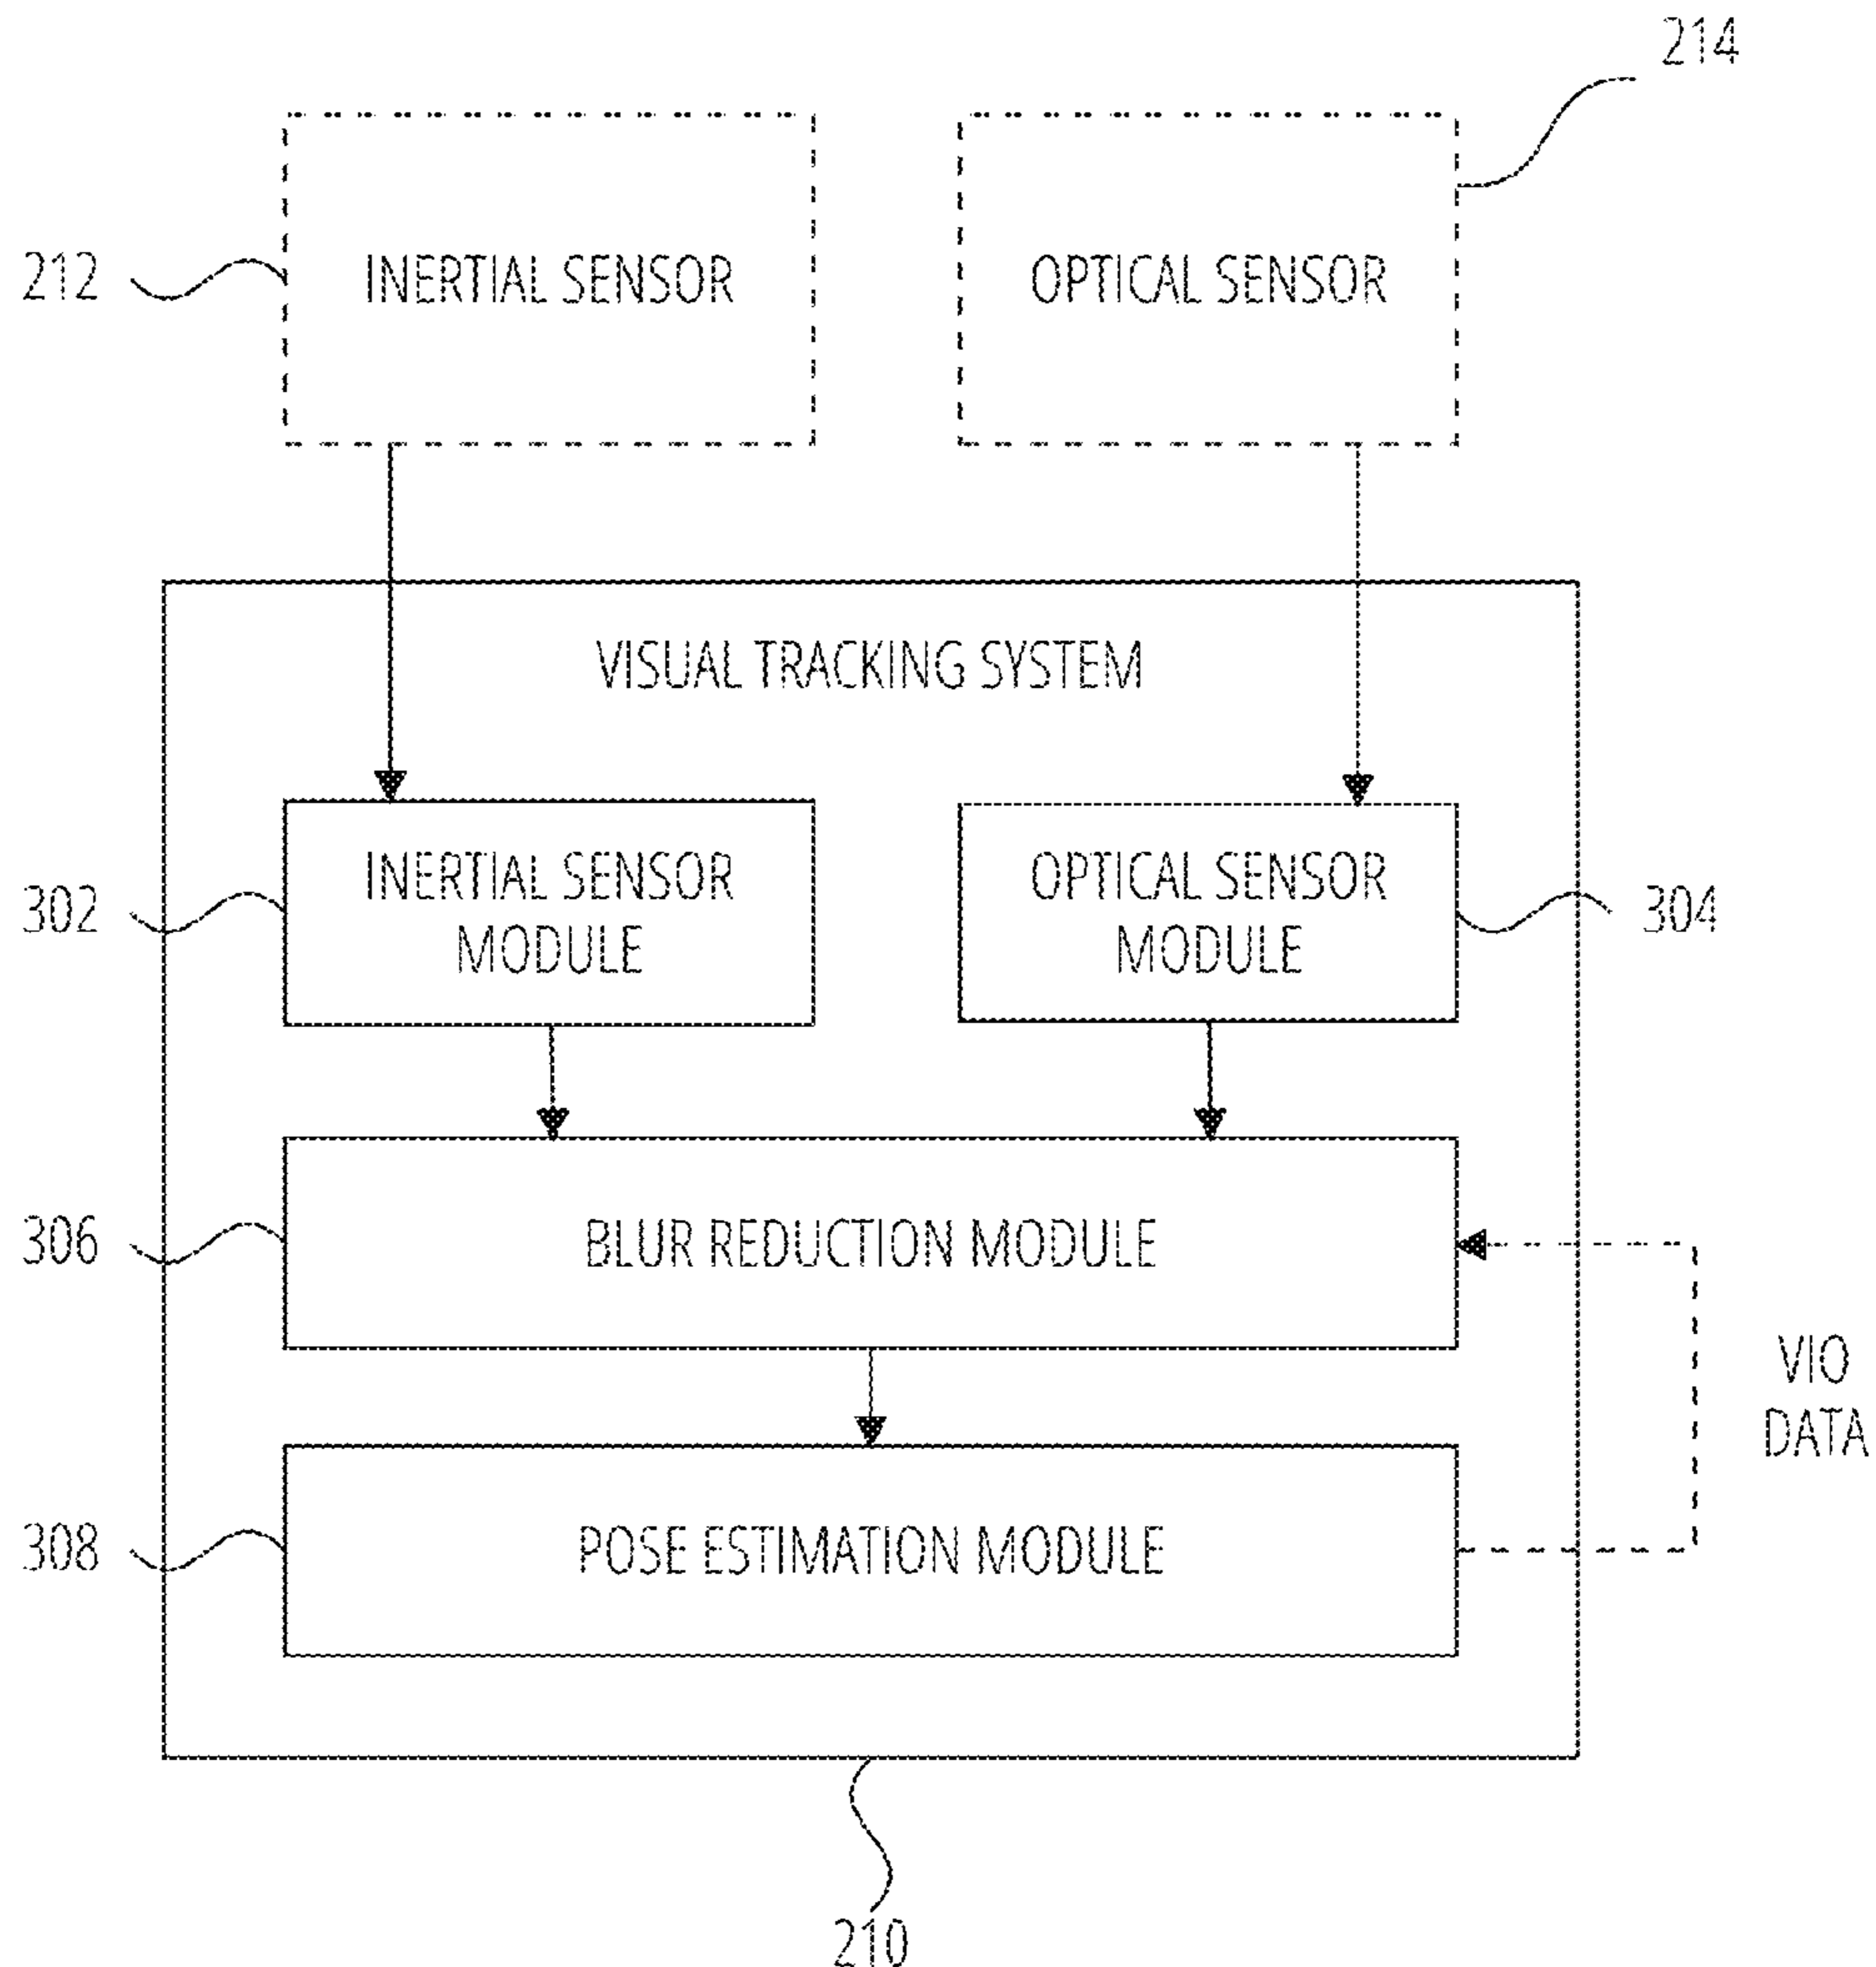 214
212
INERTIAL SENSOR
OPTICAL SENSOR
VISUAL TRACKING SYSTEM
302
INERTIAL SENSOR
MODULE
OPTICAL SENSOR
MODULE
304
306
BLUR REDUCTION MODULE
VIO
DATA
308
POSE ESTIMATION MODULE
210